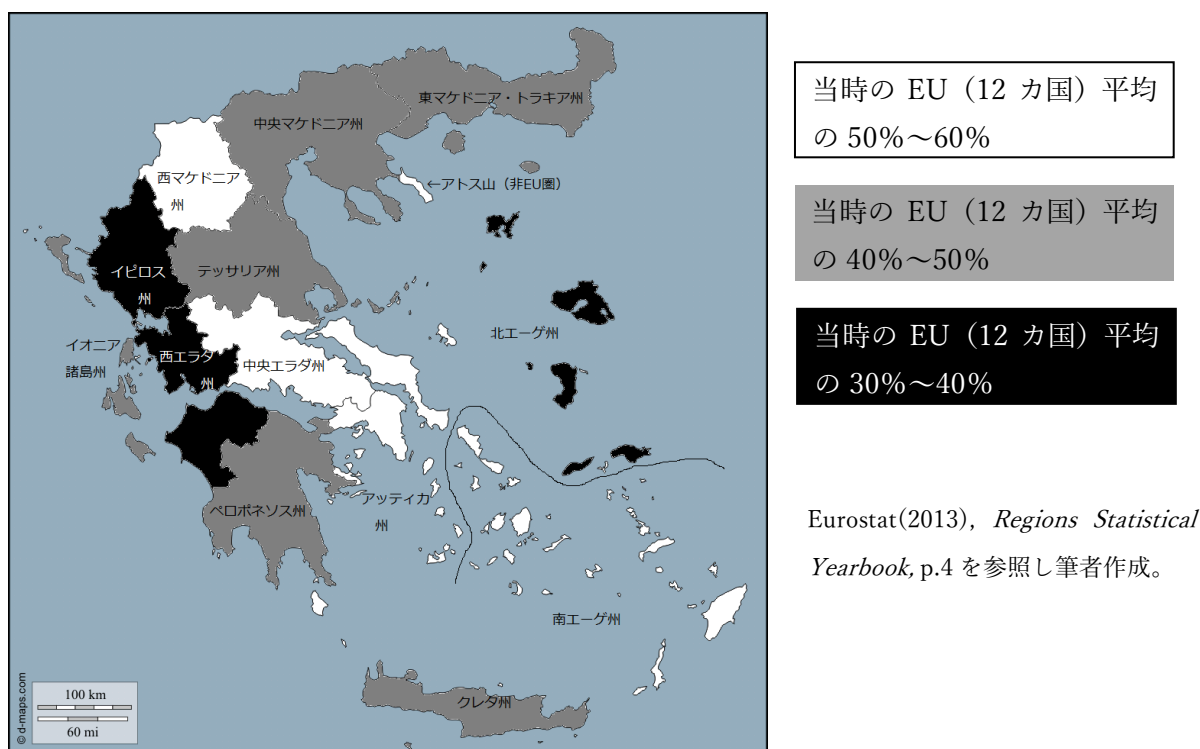 東マケドニア・トラキア州
中央マケドニア州
西マケドニア
州
←アトス山（非EU圏）
イピロス
州
テッサリア州
北エーゲ州
イオニア
諸島州
西エラダ
州
中央エラダ州
アッティカ
州
ペロポネソス州
南エーゲ州
クレタ州
100 km
60 mi
© d-maps.com
当時の EU（12 カ国）平均
の 50%～60%
当時の EU（12 カ国）平均
の 40%～50%
当時の EU（12 カ国）平均
の 30%～40%
Eurostat(2013), Regions Statistical
Yearbook, p.4 を参照し筆者作成。